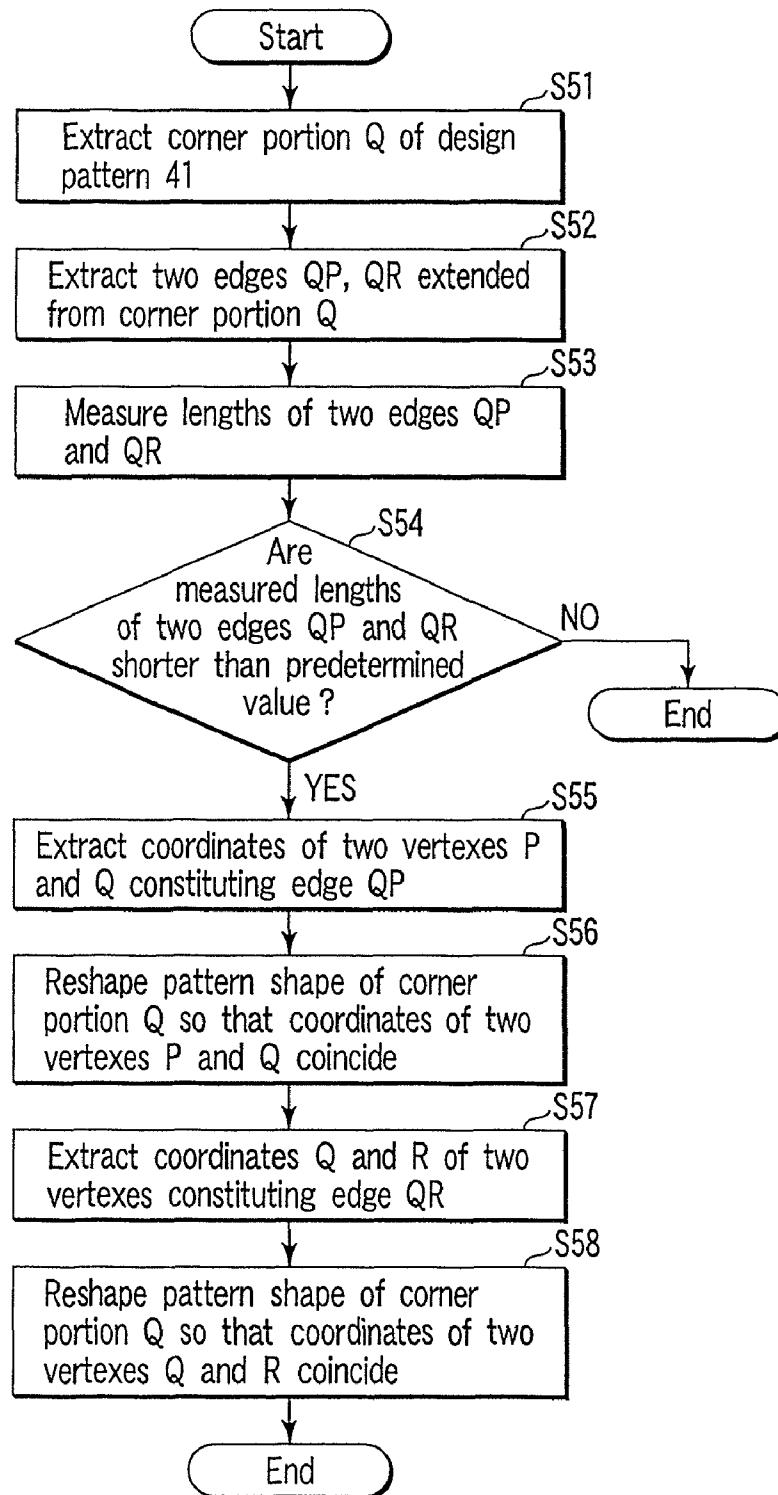 Start
S51
Extract corner portion Q of design
pattern 41
S52
Extract two edges QP, QR extended
from corner portion Q
S53
Measure lengths of two edges QP
and QR
S54
Are
measured lengths
of two edges QP and QR
shorter than predetermined
value ?
NO
End
YES
S55
Extract coordinates of two vertexes P
and Q constituting edge QP
S56
Reshape pattern shape of corner
portion Q so that coordinates of two
vertexes P and Q coincide
S57
Extract coordinates Q and R of two
vertexes constituting edge QR
S58
Reshape pattern shape of corner
portion Q so that coordinates of two
vertexes Q and R coincide
End